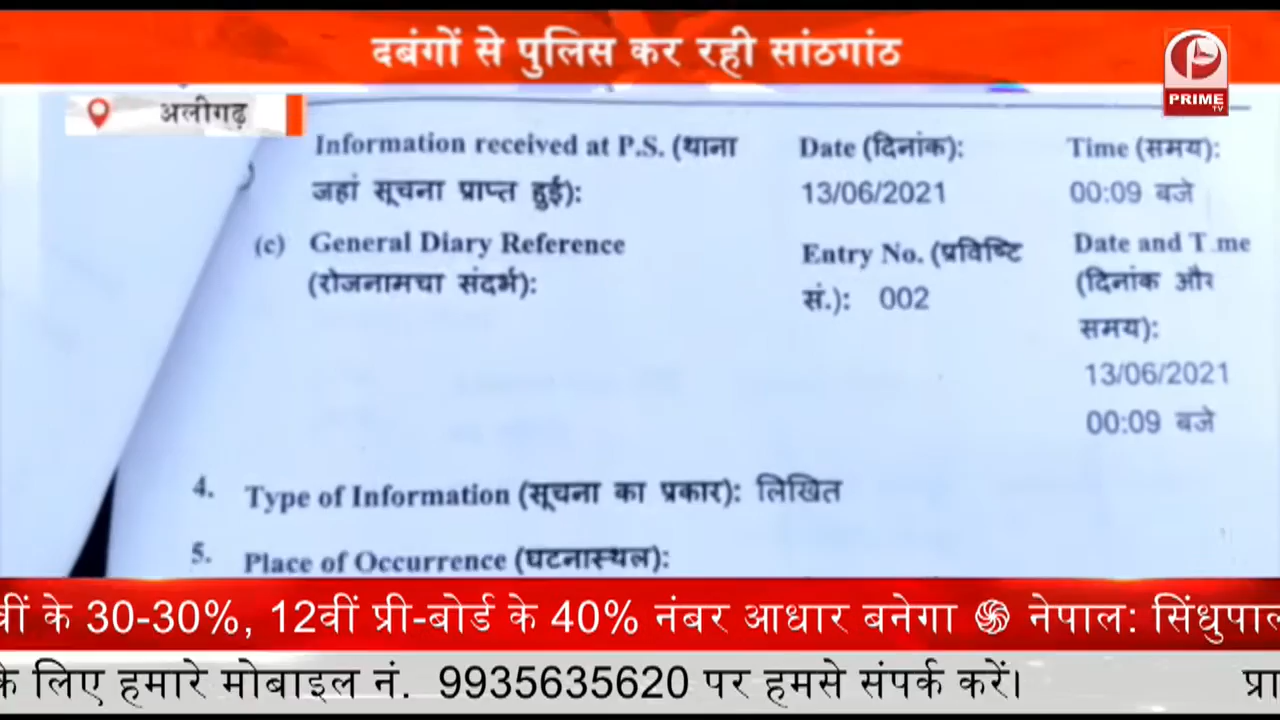 दबंगों से पुलिस कर रही सांठगांठ
PRIME
TV
अलीगढ़
Information received at P.S. (थाना
जहां सूचना प्राप्त हुई):
Date (दिनांक):
13/06/2021
Time (समय):
00:09 बजे
(c) General Diary Reference
(रोजनामचा संदर्भ):
Entry No. (प्रविष्टि
सं.): 002
Date and T me
(दिनांक और
समय):
13/06/2021
00:09 बजे
4. Type of Information (सूचना का प्रकार): लिखित
5. Place of Occurrence (घटनास्थल):
वीं के 30-30%, 12वीं प्री-बोर्ड के 40% नंबर आधार बनेगा नेपाल: सिंधुपाल
के लिए हमारे मोबाइल नं. 9935635620 पर हमसे संपर्क करें। प्रा